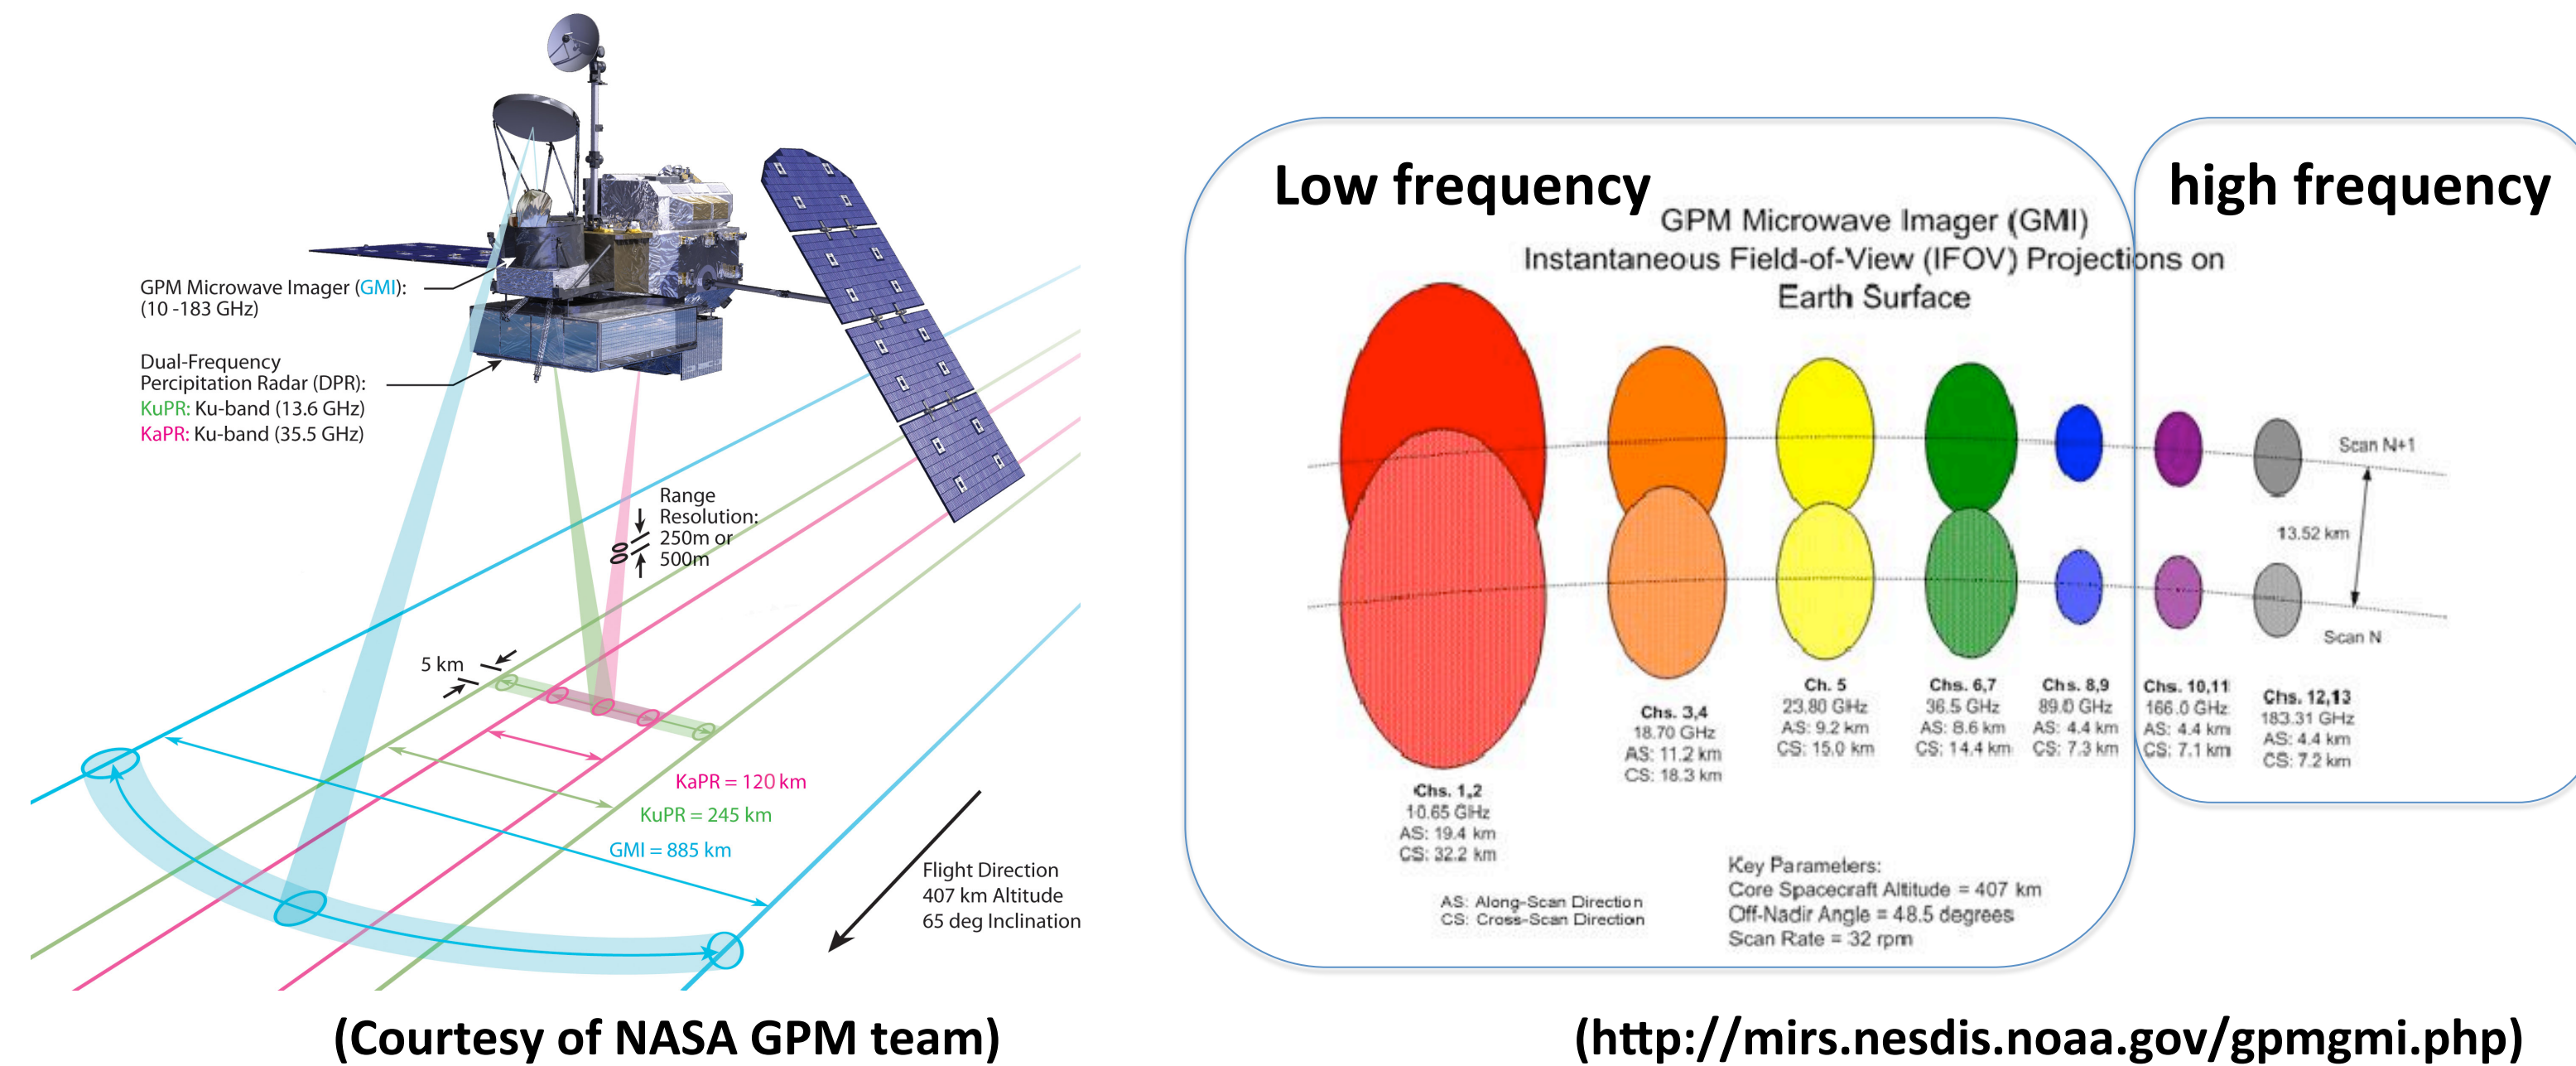 GPM Microwave Imager (GMI):
(10 -183 GHz)
Dual-Frequency
Percipitation Radar (DPR):
KuPR: Ku-band (13.6 GHz)
KaPR: Ku-band (35.5 GHz)
Range
Resolution:
250m or
500m
5 km
KaPR = 120 km
KuPR = 245 km
GMI = 885 km
Flight Direction
407 km Altitude
65 deg Inclination
(Courtesy of NASA GPM team)
Low frequency
high frequency
GPM Microwave Imager (GMI)
Instantaneous Field-of-View (IFOV) Projections on
Earth Surface
Scan N+1
13.52 km
Scan N
Chs. 1,2
10.65 GHz
AS: 19.4 km
CS: 32.2 km
Chs. 3,4
18.70 GHz
AS: 11.2 km
CS: 18.3 km
Ch. 5
23.80 GHz
AS: 9.2 km
CS: 15.0 km
Chs. 6,7
36.5 GHz
AS: 8.6 km
CS: 14.4 km
Chs. 8,9
89.0 GHz
AS: 4.4 km
CS: 7.3 km
Chs. 10,11
166.0 GHz
AS: 4.4 km
CS: 7.1 km
Chs. 12,13
183.31 GHz
AS: 4.4 km
CS: 7.2 km
AS: Along-Scan Direction
CS: Cross-Scan Direction
Key Parameters:
Core Spacecraft Altitude = 407 km
Off-Nadir Angle = 48.5 degrees
Scan Rate = 32 rpm
(http://mirs.nesdis.noaa.gov/gpmgmi.php)